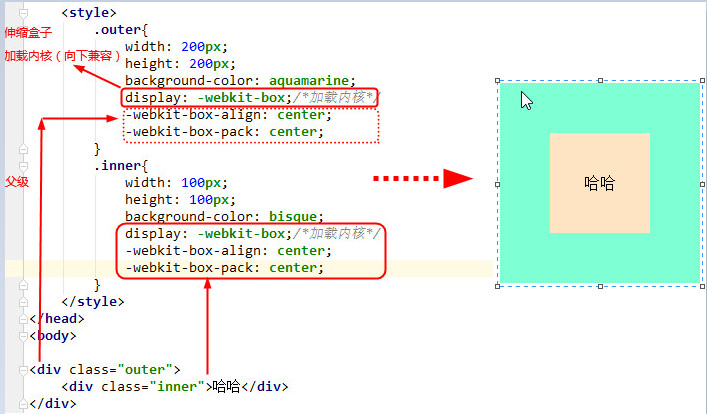 <style>
.outer{
伸缩盒子
width: 200px;
加载内核（向下兼容）
height: 200px;
background-color: aquamarine;
display: -webkit-box;/*加载内核*/
-webkit-box-align: center;
-webkit-box-pack: center;
}
.inner{
父级
width: 100px;
height: 100px;
background-color: bisque;
display: -webkit-box;/*加载内核*/
-webkit-box-align: center;
-webkit-box-pack: center;
}
</style>
</head>
<body>
<div class="outer">
<div class="inner">哈哈</div>
</div>
哈哈